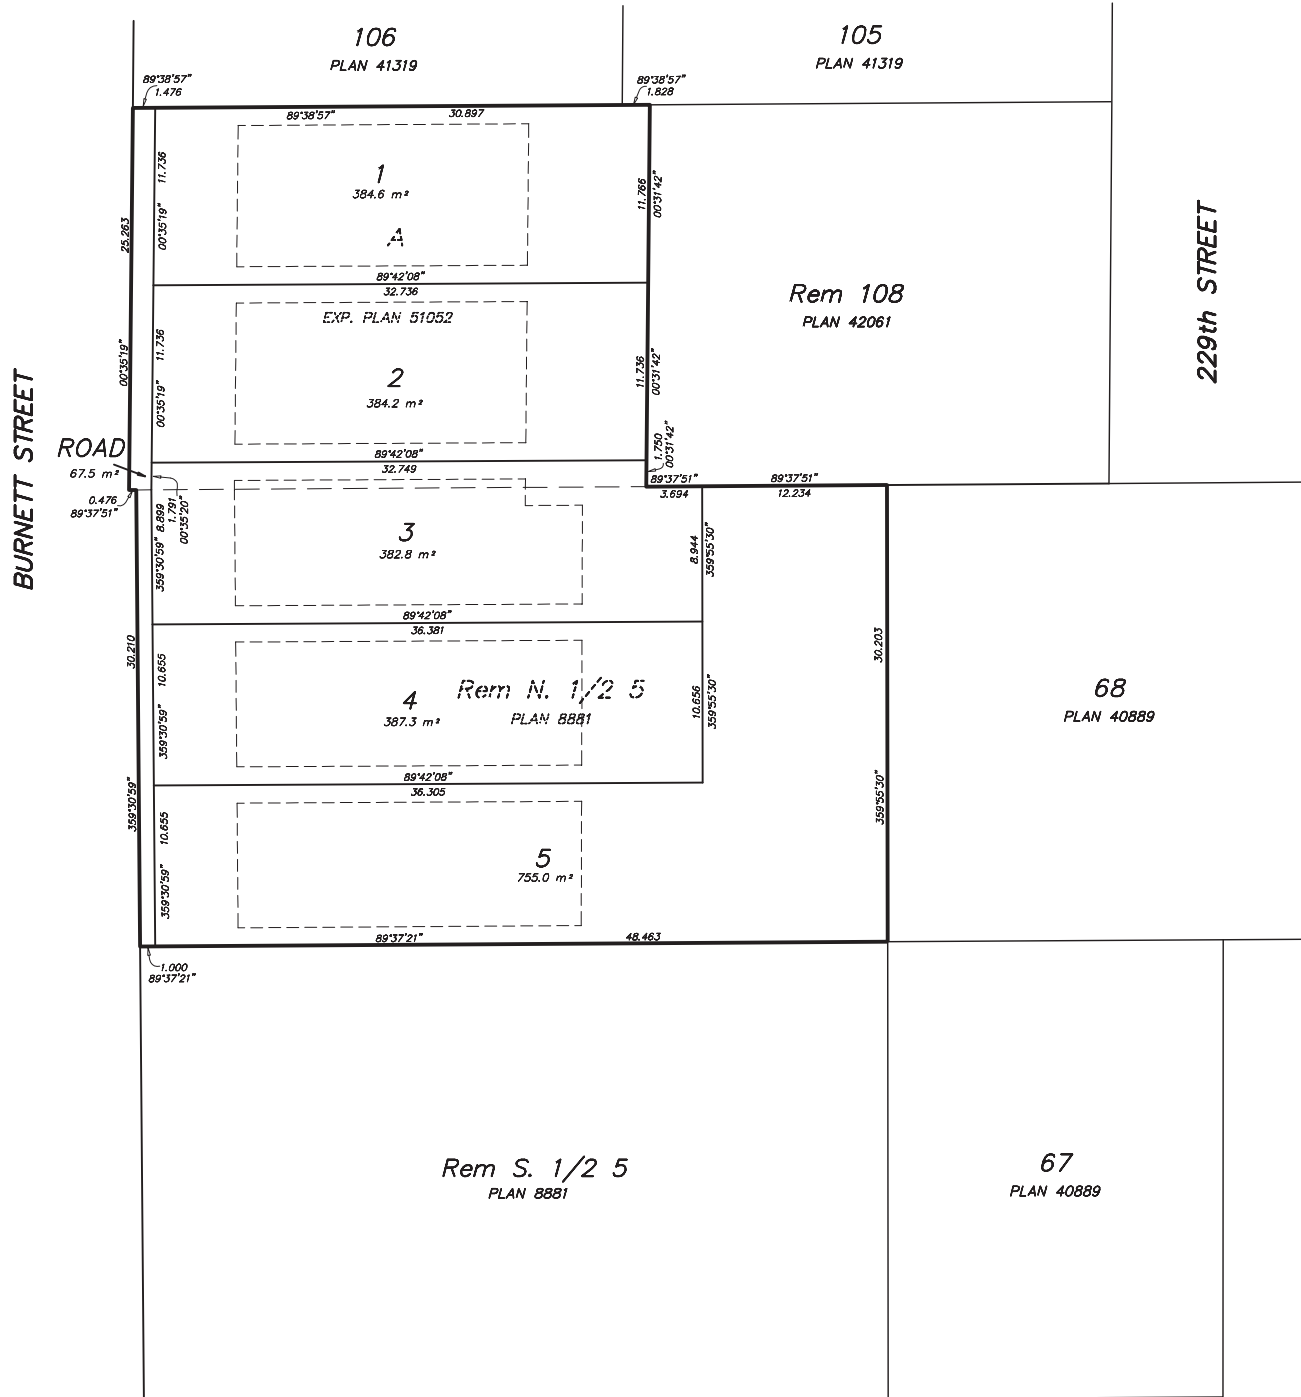 106
PLAN 41319
105
PLAN 41319
89°38'57"
1.476
89°38'57"
1.828
89°38'57"
30.897
11.736
00°35'19"
1
384.6 m²
A
11.766
00°31'42"
25.263
00°35'19"
89°42'08"
32.736
EXP. PLAN 51052
11.736
00°35'19"
2
384.2 m²
11.736
00°31'42"
Rem 108
PLAN 42061
229th STREET
BURNETT STREET
ROAD
67.5 m²
89°42'08"
32.749
1.750
00°31'42"
89°37'51"
3.694
89°37'51"
12.234
0.476
89°37'51"
8.899
359°30'59"
1.791
00°35'20"
3
382.8 m²
8.944
359°55'30"
89°42'08"
36.381
30.210
359°30'59"
10.655
359°30'59"
4
387.3 m²
Rem N. 1/2 5
PLAN 8881
10.656
359°55'30"
30.203
359°55'30"
68
PLAN 40889
89°42'08"
36.305
10.655
359°30'59"
5
755.0 m²
89°37'21"
48.463
1.000
89°37'21"
Rem S. 1/2 5
PLAN 8881
67
PLAN 40889